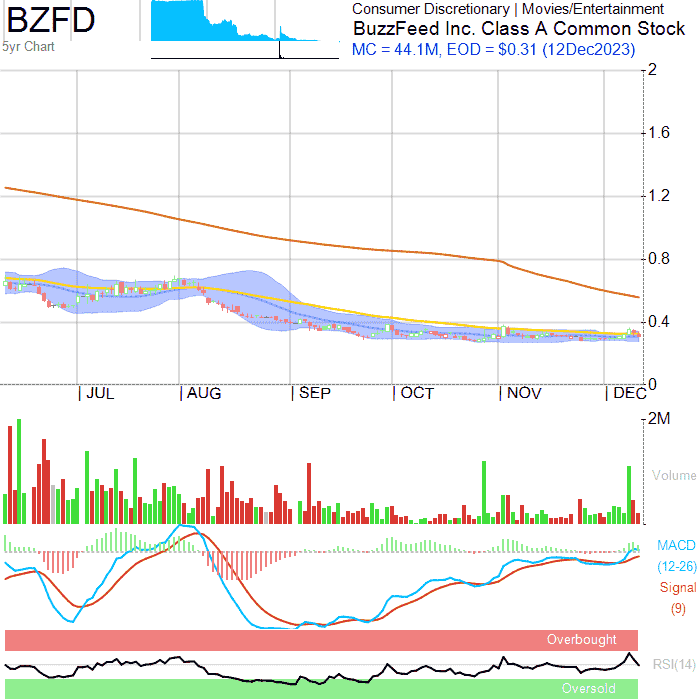 BZFD
5yr Chart
Consumer Discretionary | Movies/Entertainment
BuzzFeed Inc. Class A Common Stock
MC = 44.1M, EOD = $0.31 (12Dec2023)
2
1.6
1.2
0.8
0.4
0
JUL
AUG
SEP
OCT
NOV
DEC
2M
Volume
MACD
(12-26)
Signal
(9)
Overbought
RSI(14)
Oversold